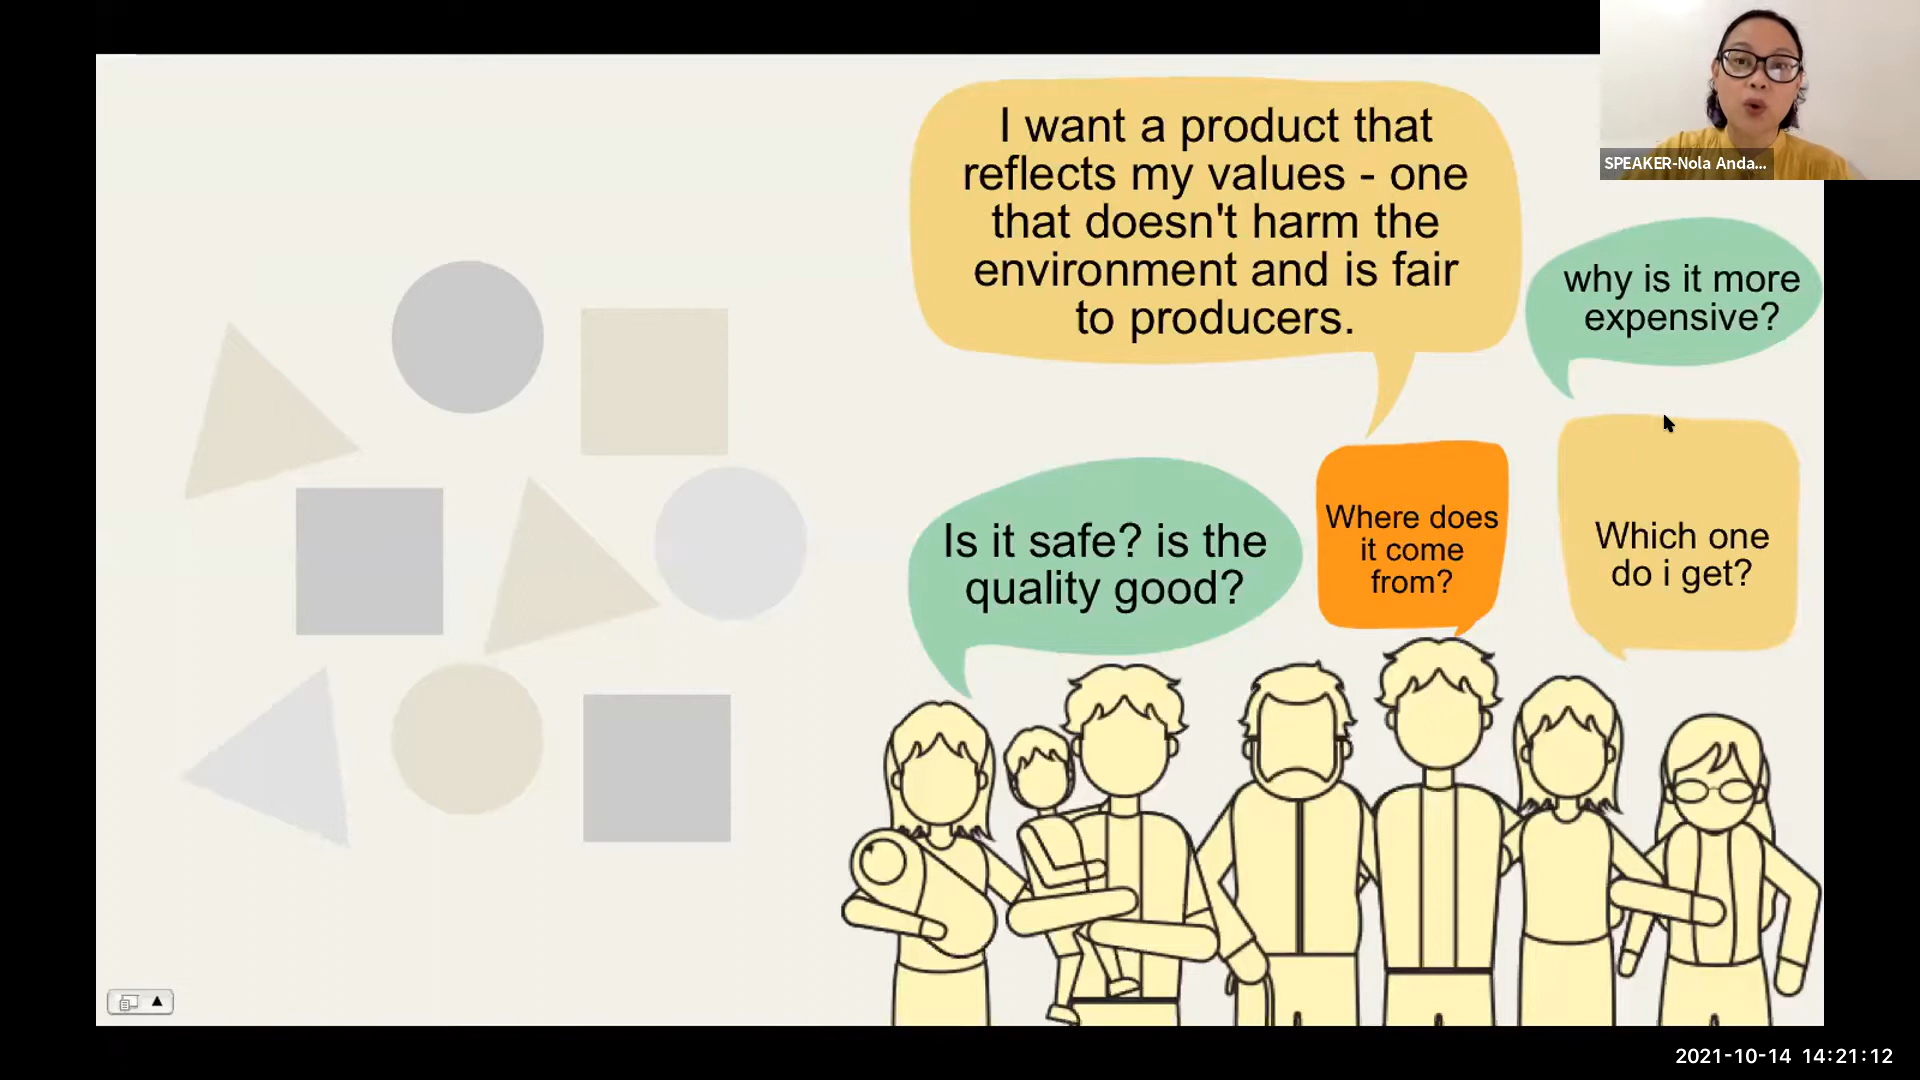 I want a product that
reflects my values - one
that doesn't harm the
environment and is fair
to producers.
SPEAKER-Nola Anda...
why is it more
expensive?
Is it safe? is the
quality good?
Where does
it come
from?
Which one
do i get?
2021-10-14 14:21:12